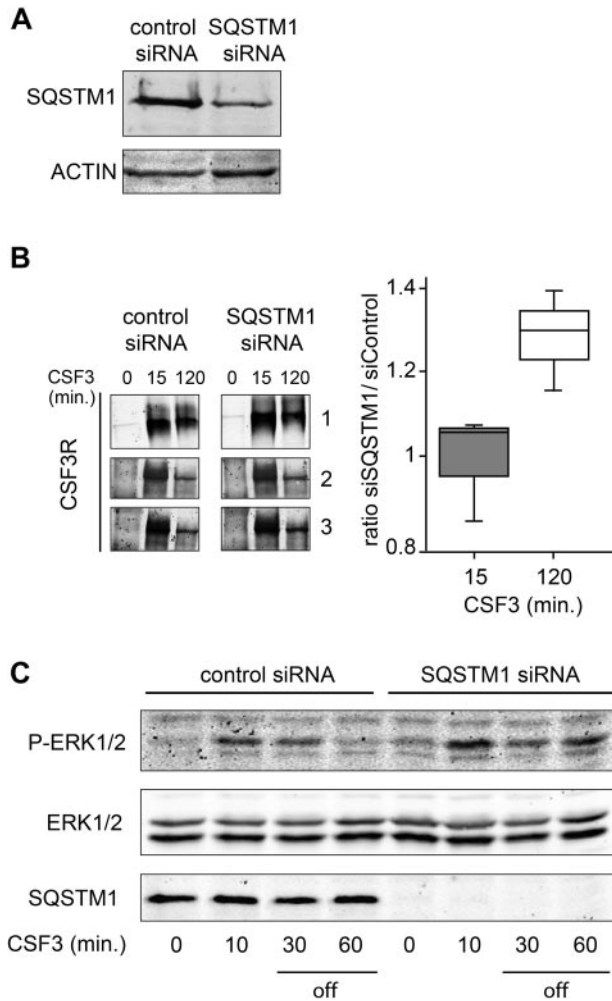 A
control SQSTM1
siRNA siRNA
SQSTM1
ACTIN
B
control SQSTM1
siRNA siRNA
CSF3 0 15 120 0 15 120
(min.)
CSF3R
1
2
3
ratio siSQSTM1/ siControl
1.4
1.2
1
0.8
15 120
CSF3 (min.)
C
control siRNA SQSTM1 siRNA
P-ERK1/2
ERK1/2
SQSTM1
CSF3 (min.) 0 10 30 60 0 10 30 60
off off